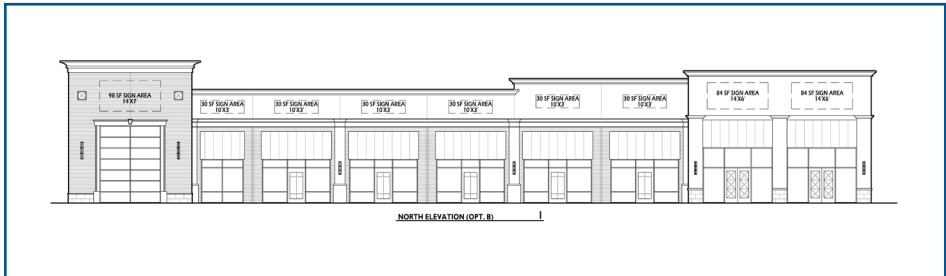 98 SF SIGN AREA
14'X7'
30 SF SIGN AREA
10'X3'
30 SF SIGN AREA
10'X3'
30 SF SIGN AREA
10'X3'
30 SF SIGN AREA
10'X3'
30 SF SIGN AREA
10'X3'
30 SF SIGN AREA
10'X3'
84 SF SIGN AREA
14'X6'
84 SF SIGN AREA
14'X6'
NORTH ELEVATION (OPT. B) 1